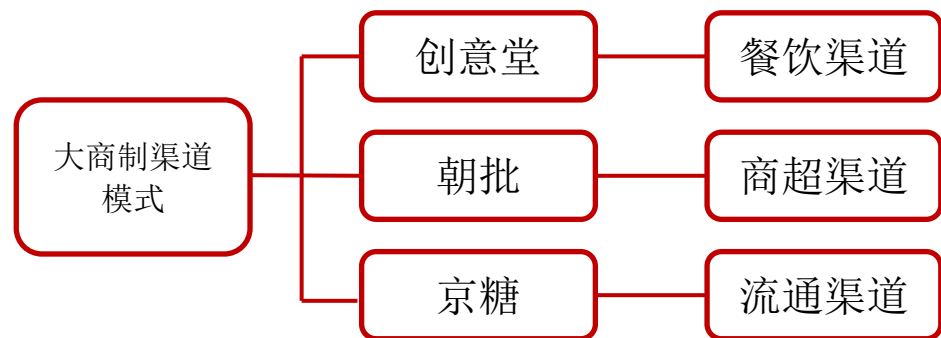 大商制渠道
模式
创意堂
餐饮渠道
朝批
商超渠道
京糖
流通渠道